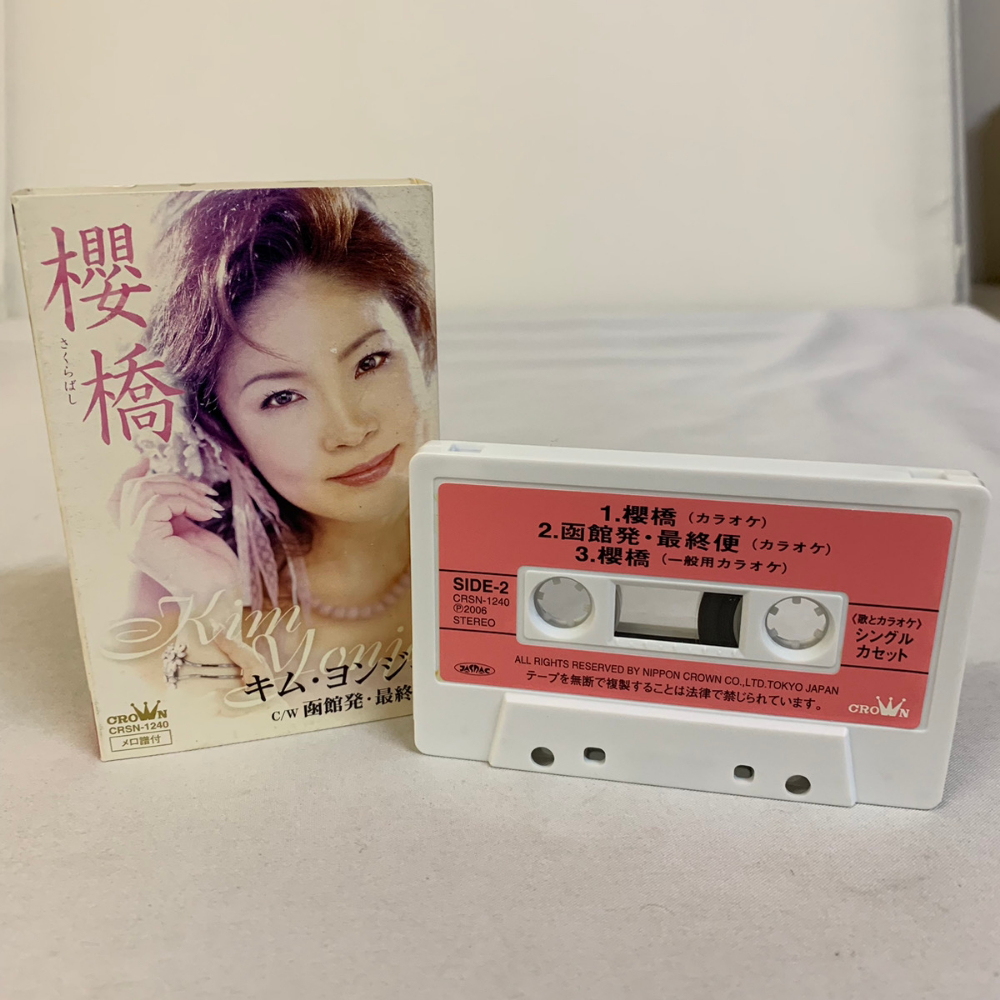 櫻橋
さくらばし
Kim
Yonj
キム・ヨンジ
C/W 函館発・最終
CROWN
CRSN-1240
メロ譜付
1.櫻橋（カラオケ）
2.函館発・最終便（カラオケ）
3.櫻橋（一般用カラオケ）
SIDE-2
CRSN-1240
Ⓟ2006
STEREO
〈歌とカラオケ〉
シングル
カセット
ALL RIGHTS RESERVED BY NIPPON CROWN CO.,LTD.TOKYO JAPAN
テープを無断で複製することは法律で禁じられています。
CROWN